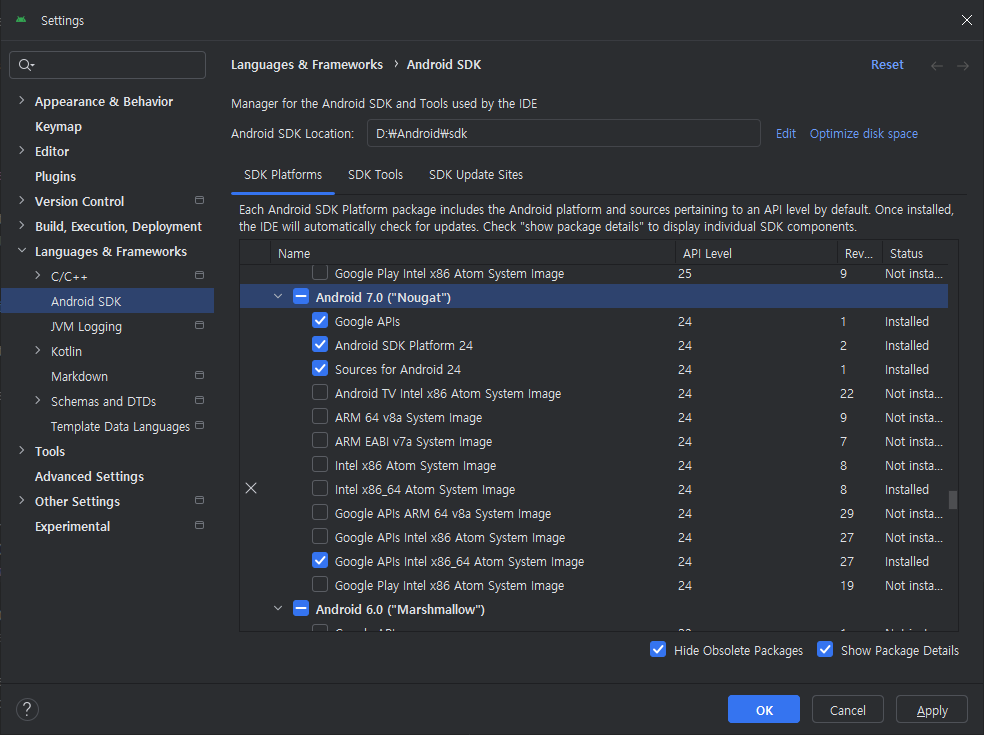 Settings
Languages & Frameworks › Android SDK
Reset
Appearance & Behavior
Keymap
Editor
Plugins
Version Control
Build, Execution, Deployment
Languages & Frameworks
C/C++
Android SDK
JVM Logging
Kotlin
Markdown
Schemas and DTDs
Template Data Languages
Tools
Advanced Settings
Other Settings
Experimental
Manager for the Android SDK and Tools used by the IDE
Android SDK Location: D:₩Android₩sdk Edit Optimize disk space
SDK Platforms SDK Tools SDK Update Sites
Each Android SDK Platform package includes the Android platform and sources pertaining to an API level by default. Once installed,
the IDE will automatically check for updates. Check "show package details" to display individual SDK components.
Name API Level Rev... Status
Google Play Intel x86 Atom System Image 25 9 Not insta...
Android 7.0 ("Nougat")
Google APIs 24 1 Installed
Android SDK Platform 24 24 2 Installed
Sources for Android 24 24 1 Installed
Android TV Intel x86 Atom System Image 24 22 Not insta...
ARM 64 v8a System Image 24 9 Not insta...
ARM EABI v7a System Image 24 7 Not insta...
Intel x86 Atom System Image 24 8 Not insta...
Intel x86_64 Atom System Image 24 8 Installed
Google APIs ARM 64 v8a System Image 24 29 Not insta...
Google APIs Intel x86 Atom System Image 24 27 Not insta...
Google APIs Intel x86_64 Atom System Image 24 27 Installed
Google Play Intel x86 Atom System Image 24 19 Not insta...
Android 6.0 ("Marshmallow")
Hide Obsolete Packages Show Package Details
? OK Cancel Apply